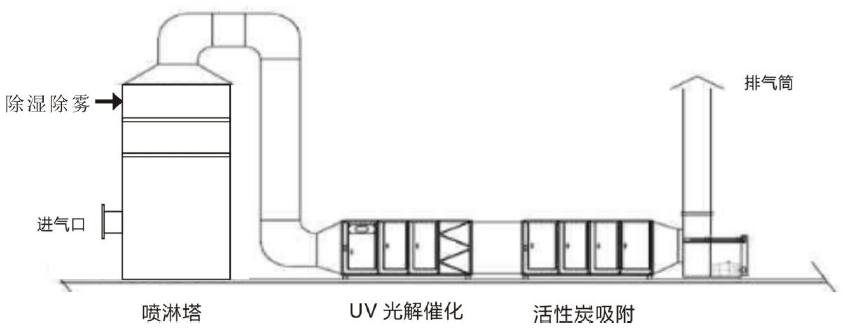 排气筒
除湿除雾
进气口
喷淋塔
UV 光解催化
活性炭吸附